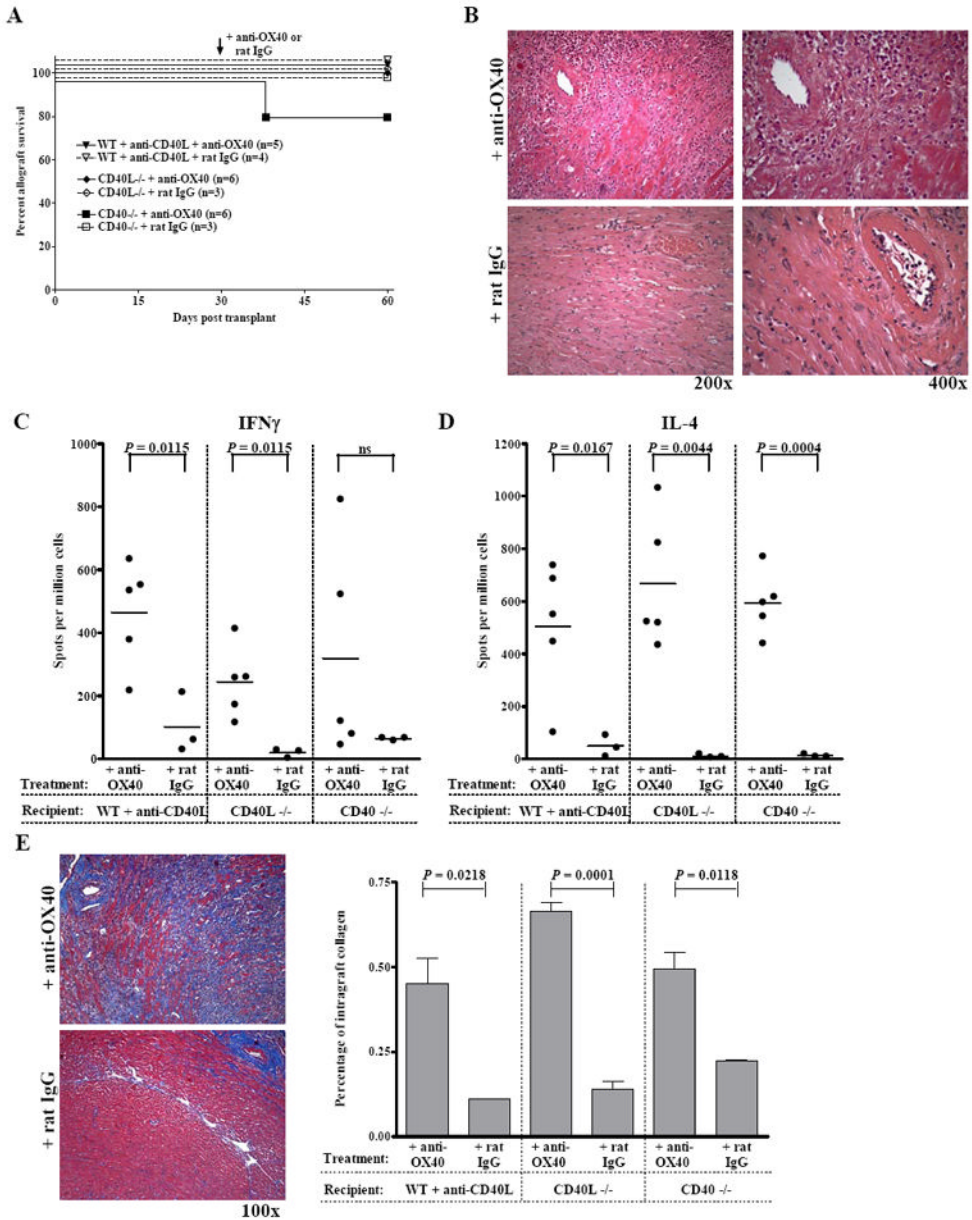 A
+ anti-OX40 or
rat IgG
Percent allograft survival
100
80
60
40
20
0
WT + anti-CD40L + anti-OX40 (n=5)
WT + anti-CD40L + rat IgG (n=4)
CD40L-/- + anti-OX40 (n=6)
CD40L-/- + rat IgG (n=3)
CD40-/- + anti-OX40 (n=6)
CD40-/- + rat IgG (n=3)
0 15 30 45 60
Days post transplant
B
+ anti-OX40
+ rat IgG
200x 400x
C
IFNγ
Spots per million cells
1000
800
600
400
200
0
P = 0.0115
P = 0.0115
ns
Treatment: + anti-OX40 + rat IgG + anti-OX40 + rat IgG + anti-OX40 + rat IgG
Recipient: WT + anti-CD40L CD40L -/- CD40 -/-
D
IL-4
Spots per million cells
1200
1000
800
600
400
200
0
P = 0.0167
P = 0.0044
P = 0.0004
Treatment: + anti-OX40 + rat IgG + anti-OX40 + rat IgG + anti-OX40 + rat IgG
Recipient: WT + anti-CD40L CD40L -/- CD40 -/-
E
+ anti-OX40
+ rat IgG
100x
Percentage of intragraft collagen
0.75
0.50
0.25
0.00
P = 0.0218
P = 0.0001
P = 0.0118
Treatment: + anti-OX40 + rat IgG + anti-OX40 + rat IgG + anti-OX40 + rat IgG
Recipient: WT + anti-CD40L CD40L -/- CD40 -/-